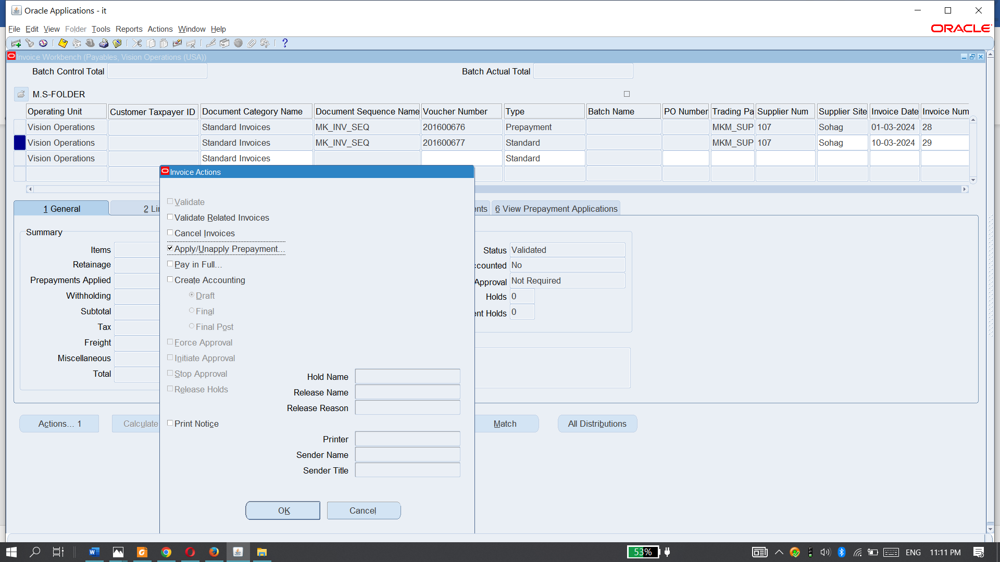 Oracle Applications - it
File Edit View Folder Tools Reports Actions Window Help
ORACLE
Invoice Workbench (Payables, Vision Operations (USA))
Batch Control Total
Batch Actual Total
M.S-FOLDER
Operating Unit Customer Taxpayer ID Document Category Name Document Sequence Name Voucher Number Type Batch Name PO Number Trading Pa Supplier Num Supplier Site Invoice Date Invoice Num
Vision Operations Standard Invoices MK_INV_SEQ 201600676 Prepayment MKM_SUP 107 Sohag 01-03-2024 28
Vision Operations Standard Invoices MK_INV_SEQ 201600677 Standard MKM_SUP 107 Sohag 10-03-2024 29
Vision Operations Standard Invoices Standard
1 General
2 Li
ents
6 View Prepayment Applications
Summary
Items
Retainage
Prepayments Applied
Withholding
Subtotal
Tax
Freight
Miscellaneous
Total
Invoice Actions
Validate
Validate Related Invoices
Cancel Invoices
Apply/Unapply Prepayment...
Pay in Full...
Create Accounting
Draft
Final
Final Post
Force Approval
Initiate Approval
Stop Approval
Release Holds
Hold Name
Release Name
Release Reason
Print Notice
Printer
Sender Name
Sender Title
OK
Cancel
Status Validated
ccounted No
Approval Not Required
Holds 0
ent Holds 0
Actions... 1
Calculate
Match
All Distributions
53%
ENG
11:11 PM